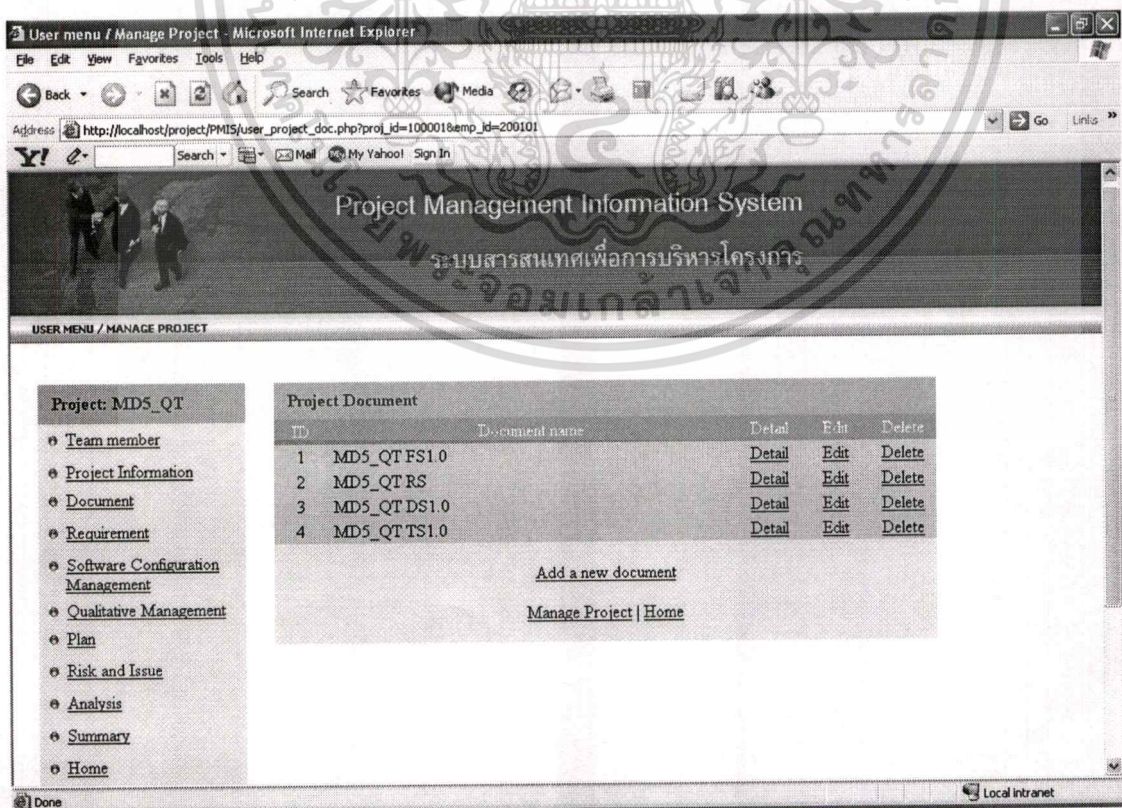 User menu / Manage Project - Microsoft Internet Explorer
File Edit View Favorites Tools Help
Back Search Favorites Media
Address http://localhost/project/PMIS/user_project_doc.php?proj_id=100001&emp_id=200101 Go Links »
Y! Search Mail My Yahoo! Sign In
Project Management Information System
ระบบสารสนเทศเพื่อการบริหารโครงการ
USER MENU / MANAGE PROJECT
Project: MD5_QT
Team member
Project Information
Document
Requirement
Software Configuration
Management
Qualitative Management
Plan
Risk and Issue
Analysis
Summary
Home
Project Document
ID Document name Detail Edit Delete
1 MD5_QT FS1.0 Detail Edit Delete
2 MD5_QT RS Detail Edit Delete
3 MD5_QT DS1.0 Detail Edit Delete
4 MD5_QT TS1.0 Detail Edit Delete
Add a new document
Manage Project | Home
Done Local intranet